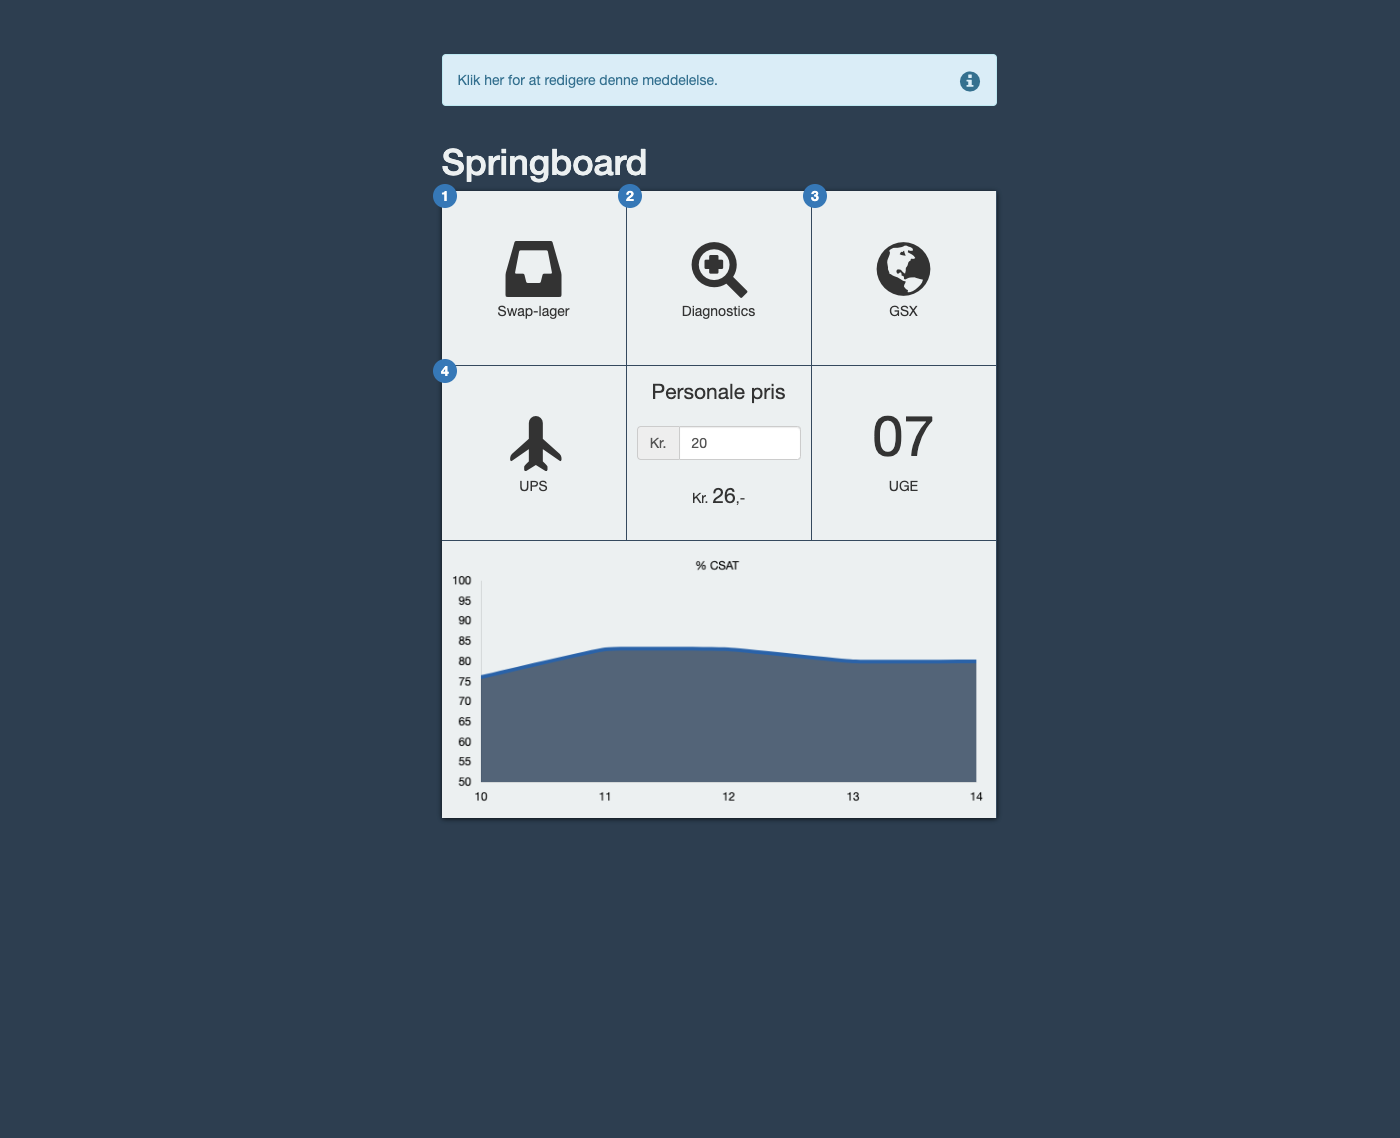 Klik her for at redigere denne meddelelse.
Springboard
1
2
3
Swap-lager
Diagnostics
GSX
4
UPS
Personale pris
Kr. 20
Kr. 26,-
07
UGE
% CSAT
100
95
90
85
80
75
70
65
60
55
50
10 11 12 13 14